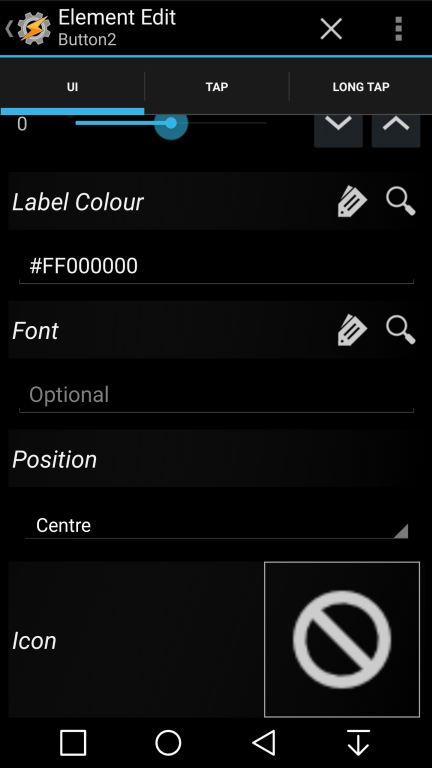 Element Edit
Button2
UI
TAP
LONG TAP
0
Label Colour
#FF000000
Font
Optional
Position
Centre
Icon